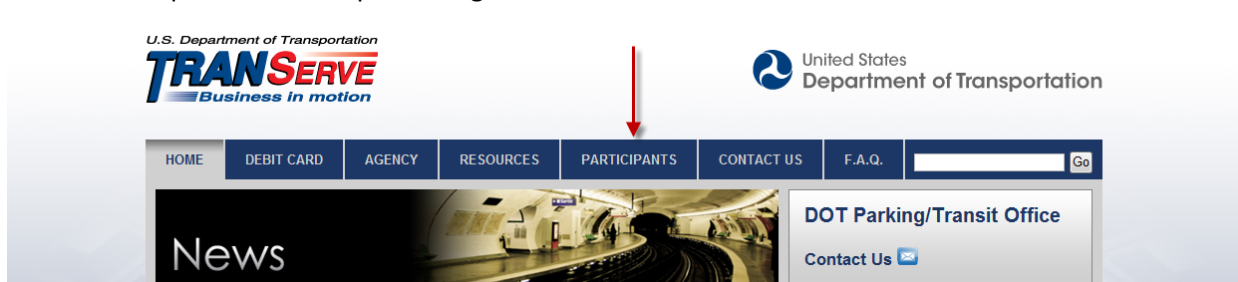 U.S. Department of Transportation
TRANSERVE
Business in motion
United States
Department of Transportation
HOME DEBIT CARD AGENCY RESOURCES PARTICIPANTS CONTACT US F.A.Q. Go
News
DOT Parking/Transit Office
Contact Us